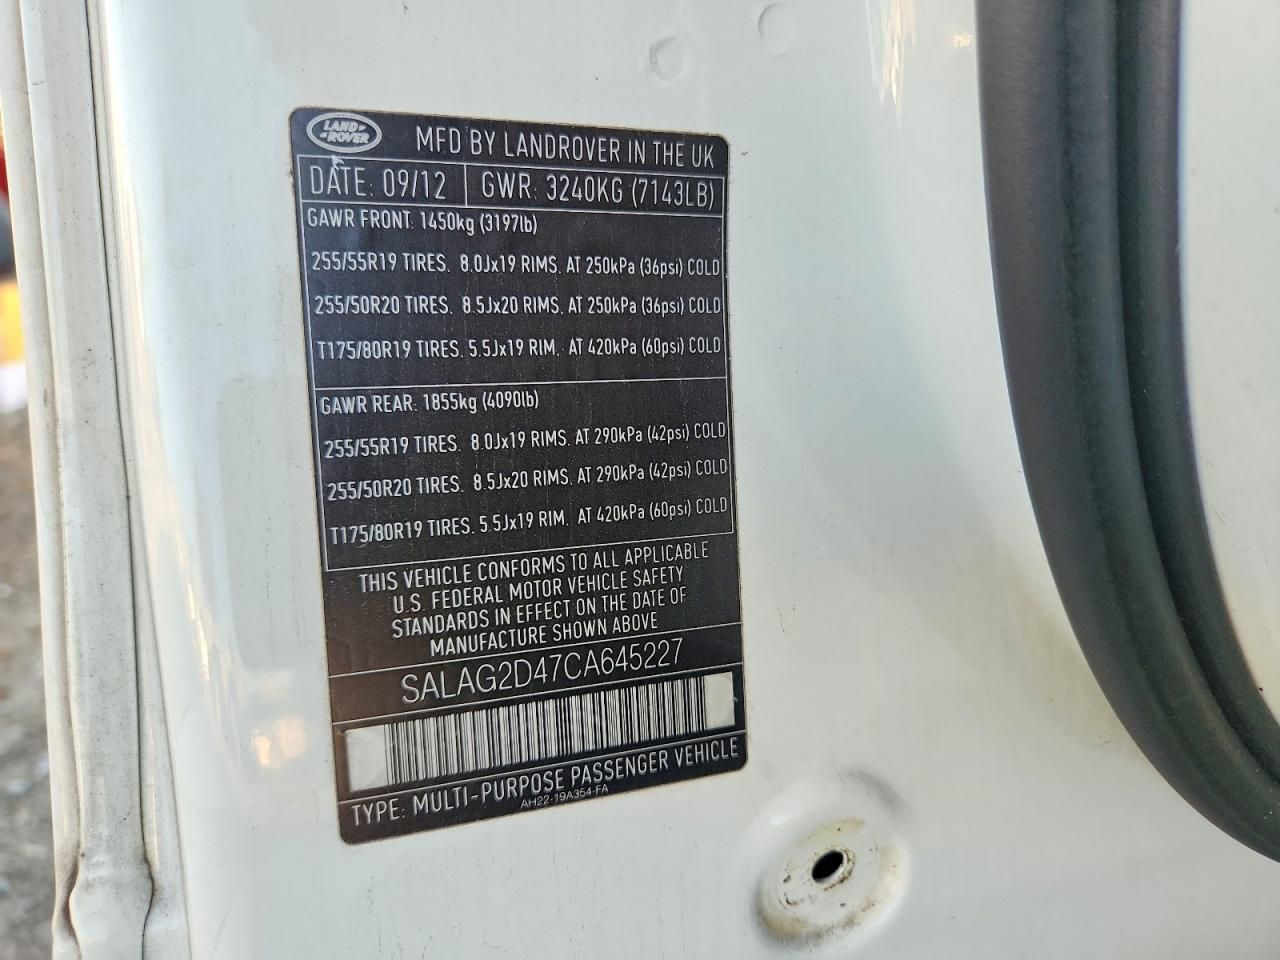 LAND ROVER
MFD BY LANDROVER IN THE UK
DATE: 09/12 GWR: 3240KG (7143LB)
GAWR FRONT: 1450kg (3197lb)
255/55R19 TIRES. 8.0Jx19 RIMS. AT 250kPa (36psi) COLD
255/50R20 TIRES. 8.5Jx20 RIMS. AT 250kPa (36psi) COLD
T175/80R19 TIRES. 5.5Jx19 RIM. AT 420kPa (60psi) COLD
GAWR REAR: 1855kg (4090lb)
255/55R19 TIRES. 8.0Jx19 RIMS. AT 290kPa (42psi) COLD
255/50R20 TIRES. 8.5Jx20 RIMS. AT 290kPa (42psi) COLD
T175/80R19 TIRES. 5.5Jx19 RIM. AT 420kPa (60psi) COLD
THIS VEHICLE CONFORMS TO ALL APPLICABLE
U.S. FEDERAL MOTOR VEHICLE SAFETY
STANDARDS IN EFFECT ON THE DATE OF
MANUFACTURE SHOWN ABOVE
SALAG2D47CA645227
TYPE: MULTI-PURPOSE PASSENGER VEHICLE
AH22-19A354-FA